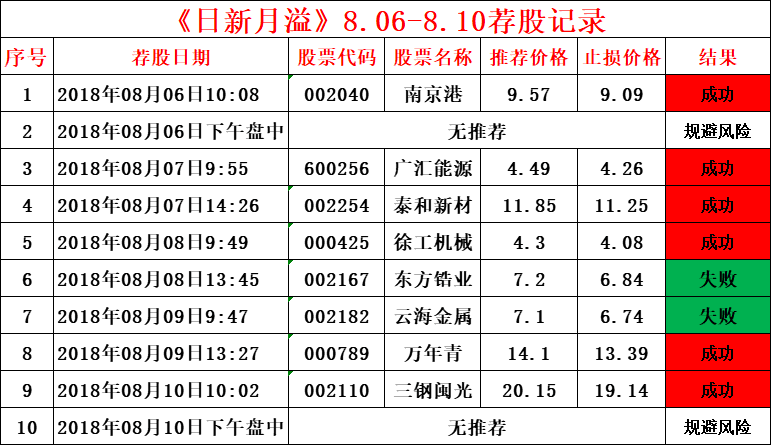 《日新月溢》8.06-8.10荐股记录
序号 荐股日期 股票代码 股票名称 推荐价格 止损价格 结果
1 2018年08月06日10:08 002040 南京港 9.57 9.09 成功
2 2018年08月06日下午盘中 无推荐 规避风险
3 2018年08月07日9:55 600256 广汇能源 4.49 4.26 成功
4 2018年08月07日14:26 002254 泰和新材 11.85 11.25 成功
5 2018年08月08日9:49 000425 徐工机械 4.3 4.08 成功
6 2018年08月08日13:45 002167 东方锆业 7.2 6.84 失败
7 2018年08月09日9:47 002182 云海金属 7.1 6.74 失败
8 2018年08月09日13:27 000789 万年青 14.1 13.39 成功
9 2018年08月10日10:02 002110 三钢闽光 20.15 19.14 成功
10 2018年08月10日下午盘中 无推荐 规避风险